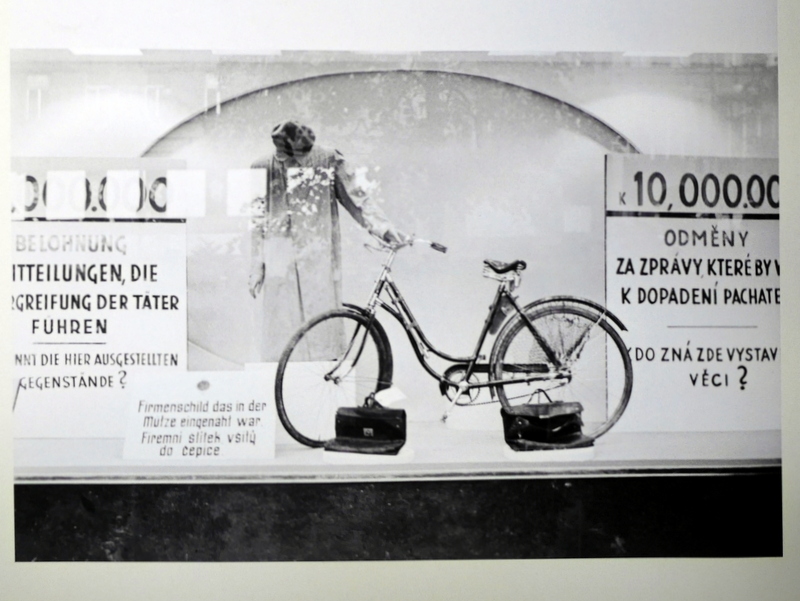 .000.000
BELOHNUNG
ITTEILUNGEN, DIE
RGREIFUNG DER TÄTER
FÜHREN
NNT DIE HIER AUSGESTELLTEN
GEGENSTÄNDE?
Firmenschild das in der
Mütze eingenäht war.
Firemní štítek všitý
do čepice
K 10,000.00
ODMĚNY
ZA ZPRÁVY, KTERÉ BY V
K DOPADENÍ PACHATE
KDO ZNÁ ZDE VYSTAV
VĚCI?